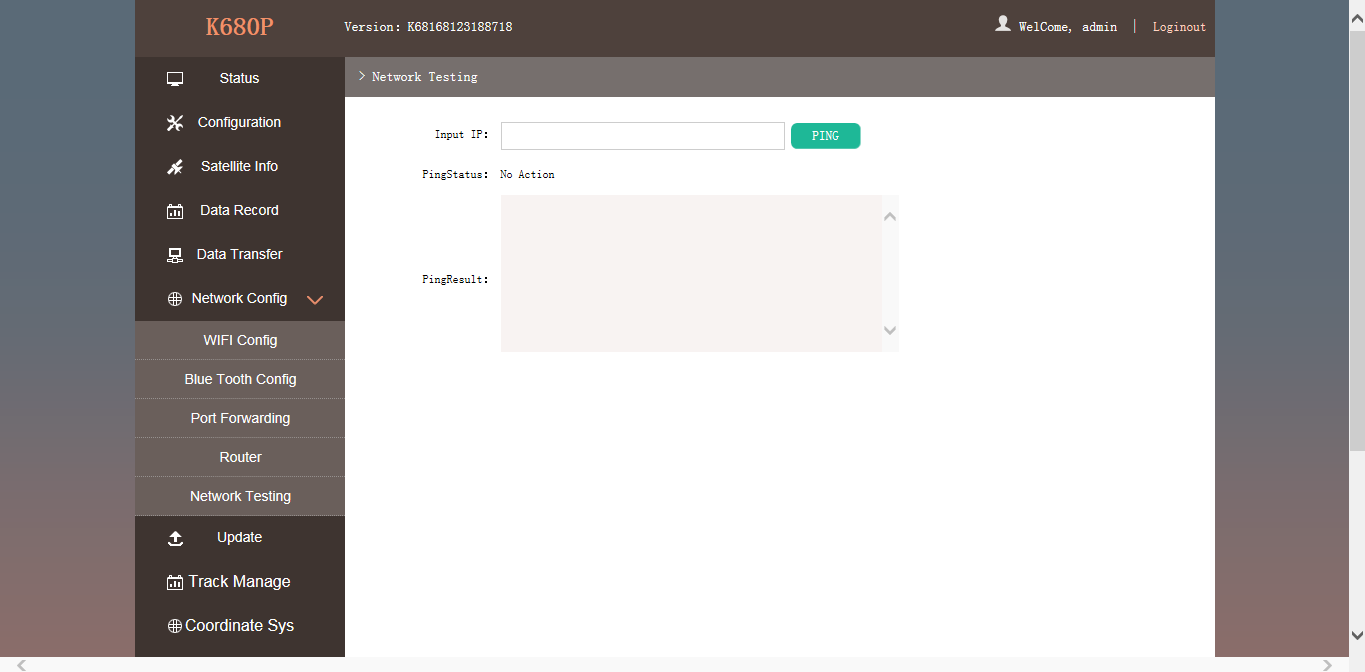 K680P
Version: K68168123188718
WelCome, admin | Loginout
Status
Configuration
Satellite Info
Data Record
Data Transfer
Network Config
WIFI Config
Blue Tooth Config
Port Forwarding
Router
Network Testing
Update
Track Manage
Coordinate Sys
> Network Testing
Input IP:
PING
PingStatus: No Action
PingResult: